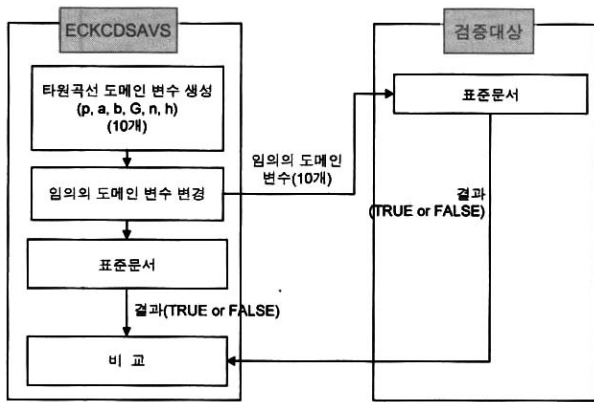 ECKCDSAVS
타원곡선 도메인 변수 생성
(p, a, b, G, n, h)
(10개)
임의의 도메인 변수 변경
표준문서
결과(TRUE or FALSE)
비 교
임의의 도메인
변수(10개)
검증대상
표준문서
결과
(TRUE or FALSE)